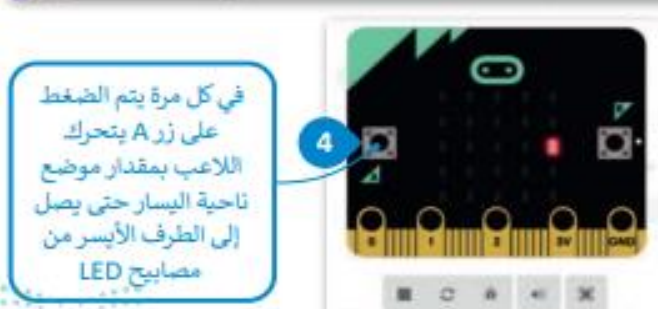 في كل مرة يتم الضغط
على زر A يتحرك
اللاعب بمقدار موضع
ناحية اليسار حتى يصل
إلى الطرف الأيسر من
مصابيح LED
4
0
1
2
3V
GND